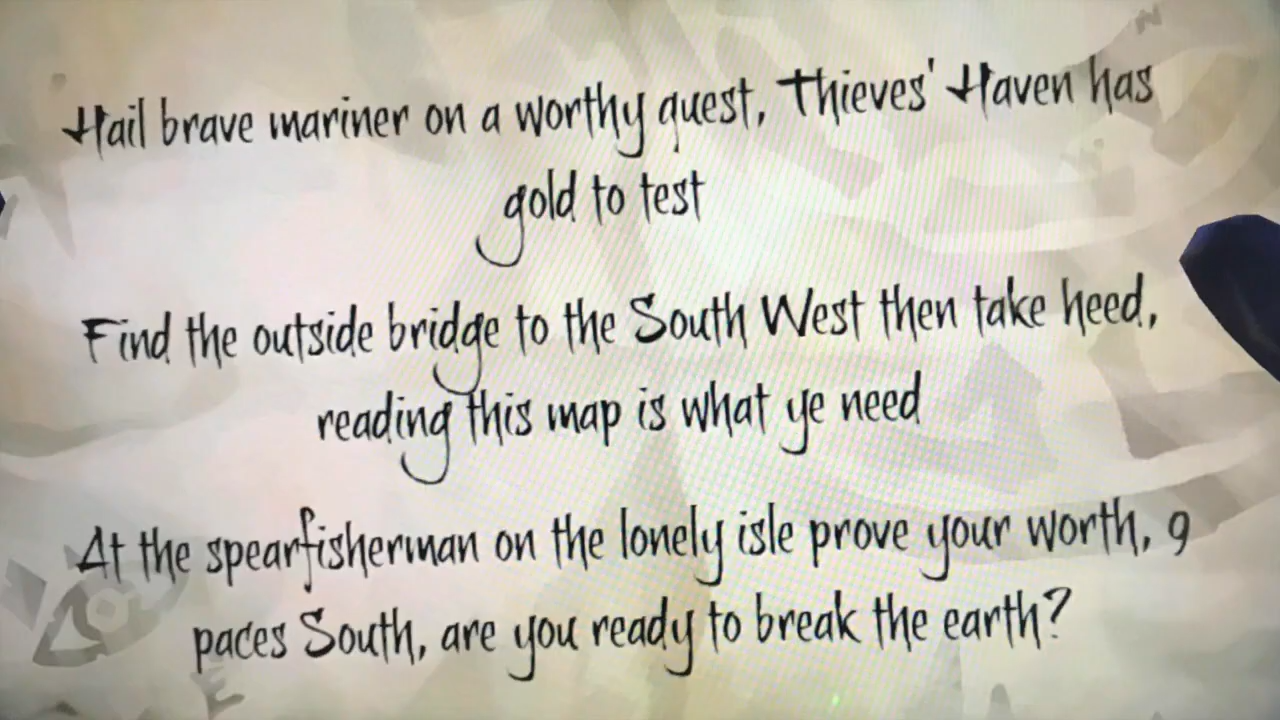 Hail brave mariner on a worthy quest, Thieves' Haven has
gold to test
Find the outside bridge to the South West then take heed,
reading this map is what ye need
At the spearfisherman on the lonely isle prove your worth, 9
paces South, are you ready to break the earth?
N
E